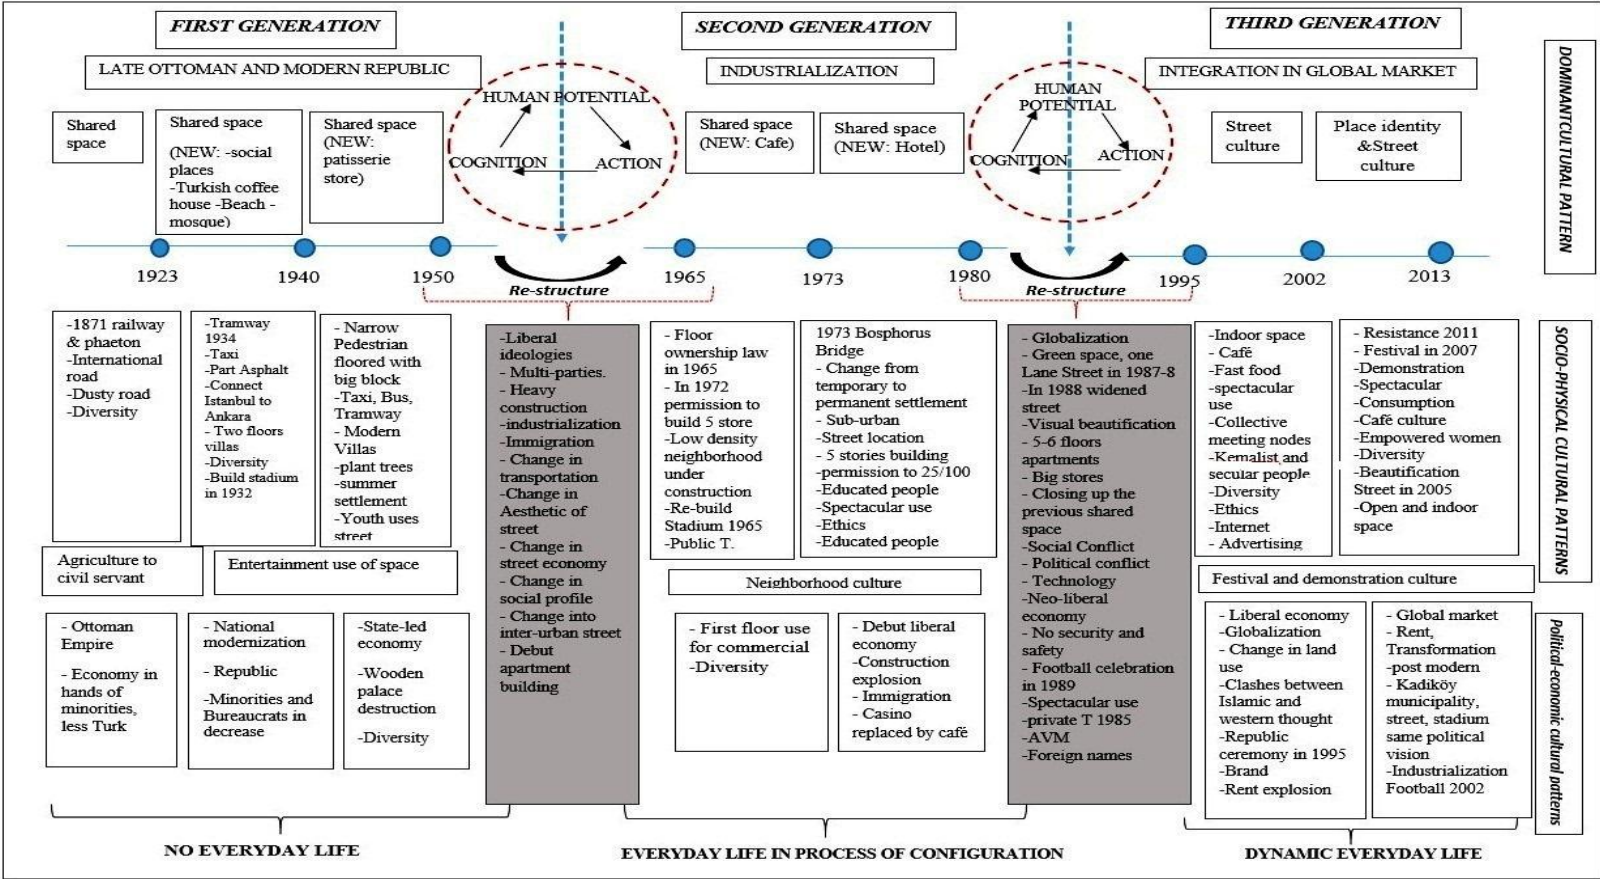 FIRST GENERATION
SECOND GENERATION
THIRD GENERATION
LATE OTTOMAN AND MODERN REPUBLIC
INDUSTRIALIZATION
INTEGRATION IN GLOBAL MARKET
DOMINANTCULTURAL PATTERN
Shared
space
Shared space
(NEW: -social
places
-Turkish coffee
house -Beach -
mosque)
Shared space
(NEW:
patisserie
store)
HUMAN POTENTIAL
COGNITION
ACTION
Shared space
(NEW: Cafe)
Shared space
(NEW: Hotel)
HUMAN
POTENTIAL
COGNITION
ACTION
Street
culture
Place identity
&Street
culture
1923
1940
1950
Re-structure
1965
1973
1980
Re-structure
1995
2002
2013
SOCIO-PHYSICAL CULTURAL PATTERNS
-1871 railway
& phaeton
-International
road
-Dusty road
-Diversity
-Tramway
1934
-Taxi
-Part Asphalt
-Connect
Istanbul to
Ankara
- Two floors
villas
-Diversity
-Build stadium
in 1932
- Narrow
Pedestrian
floored with
big block
-Taxi, Bus,
Tramway
- Modern
Villas
-plant trees
-summer
settlement
-Youth uses
street
-Liberal
ideologies
- Multi-parties.
- Heavy
construction
-industrialization
-Immigration
- Change in
transportation
-Change in
Aesthetic of
street
- Change in
street economy
- Change in
social profile
- Change into
inter-urban street
- Debut
apartment
building
- Floor
ownership law
in 1965
- In 1972
permission to
build 5 store
-Low density
neighborhood
under
construction
-Re-build
Stadium 1965
-Public T.
1973 Bosphorus
Bridge
- Change from
temporary to
permanent settlement
- Sub-urban
-Street location
- 5 stories building
-permission to 25/100
-Educated people
-Spectacular use
-Ethics
-Educated people
- Globalization
- Green space, one
Lane Street in 1987-8
-In 1988 widened
street
-Visual beautification
- 5-6 floors
apartments
- Big stores
- Closing up the
previous shared
space
-Social Conflict
- Political conflict
- Technology
-Neo-liberal
economy
- No security and
safety
- Football celebration
in 1989
-Spectacular use
-private T 1985
-AVM
-Foreign names
-Indoor space
- Café
-Fast food
-spectacular
use
-Collective
meeting nodes
-Kemalist and
secular people
-Diversity
-Ethics
-Internet
- Advertising
- Resistance 2011
- Festival in 2007
-Demonstration
-Spectacular
-Consumption
-Café culture
-Empowered women
-Diversity
-Beautification
Street in 2005
-Open and indoor
space
Agriculture to
civil servant
Entertainment use of space
Neighborhood culture
Festival and demonstration culture
Political-economic cultural patterns
- Ottoman
Empire
- Economy in
hands of
minorities,
less Turk
- National
modernization
- Republic
-Minorities and
Bureaucrats in
decrease
-State-led
economy
-Wooden
palace
destruction
-Diversity
- First floor use
for commercial
-Diversity
- Debut liberal
economy
-Construction
explosion
- Immigration
- Casino
replaced by café
- Liberal economy
-Globalization
- Change in land
use
-Clashes between
Islamic and
western thought
-Republic
ceremony in 1995
-Brand
-Rent explosion
- Global market
- Rent,
Transformation
-post modern
- Kadiköy
municipality,
street, stadium
same political
vision
-Industrialization
Football 2002
NO EVERYDAY LIFE
EVERYDAY LIFE IN PROCESS OF CONFIGURATION
DYNAMIC EVERYDAY LIFE